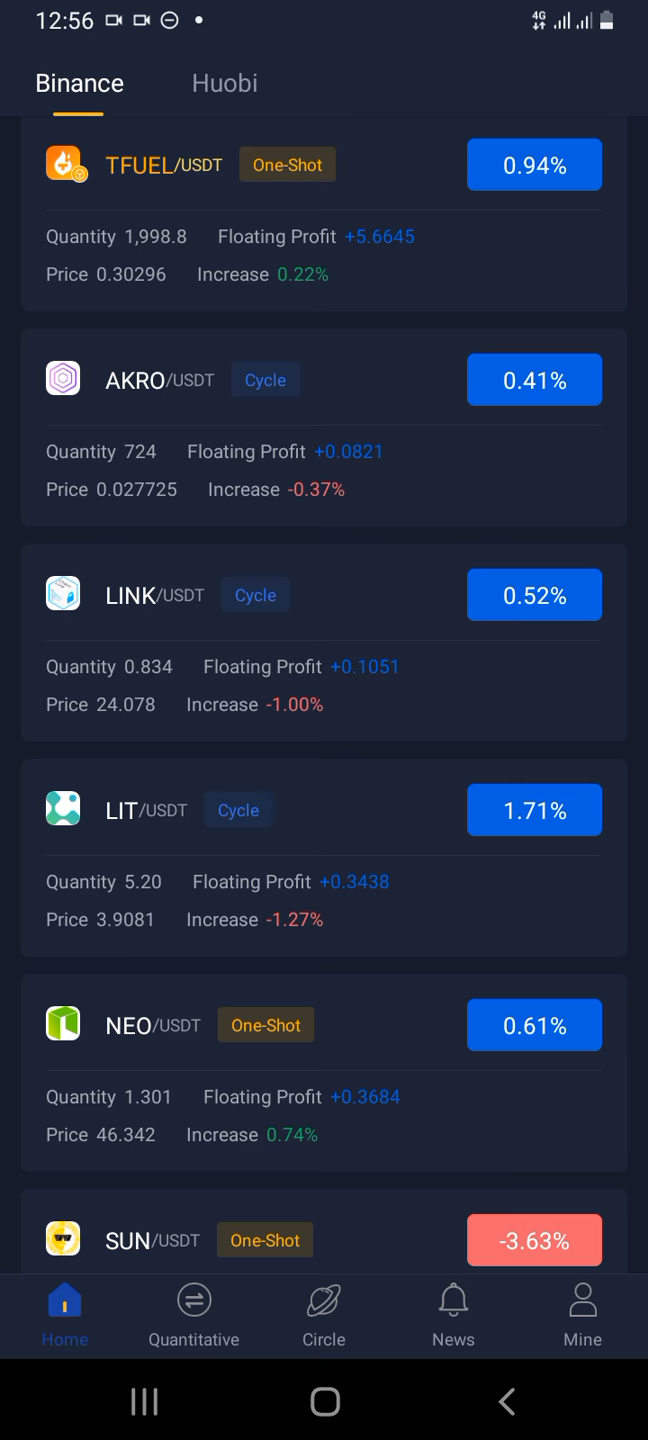 12:56
4G
Binance Huobi
TFUEL/USDT One-Shot 0.94%
Quantity 1,998.8 Floating Profit +5.6645
Price 0.30296 Increase 0.22%
AKRO/USDT Cycle 0.41%
Quantity 724 Floating Profit +0.0821
Price 0.027725 Increase -0.37%
LINK/USDT Cycle 0.52%
Quantity 0.834 Floating Profit +0.1051
Price 24.078 Increase -1.00%
LIT/USDT Cycle 1.71%
Quantity 5.20 Floating Profit +0.3438
Price 3.9081 Increase -1.27%
NEO/USDT One-Shot 0.61%
Quantity 1.301 Floating Profit +0.3684
Price 46.342 Increase 0.74%
SUN/USDT One-Shot -3.63%
Home Quantitative Circle News Mine